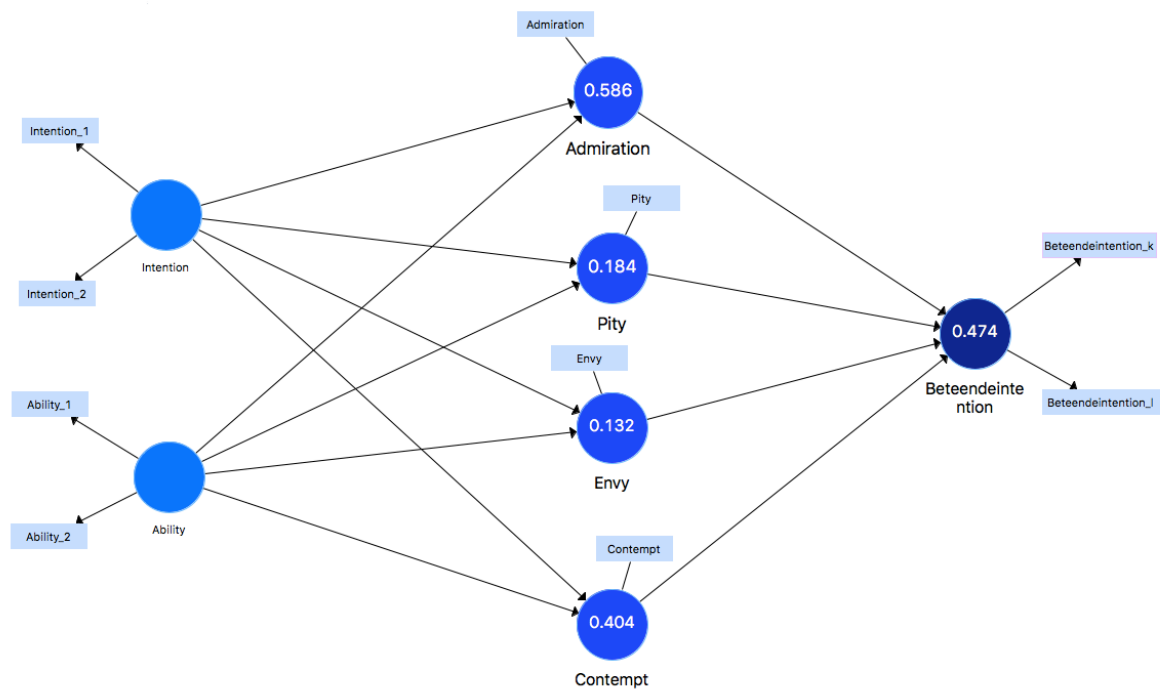 Admiration
0.586
Admiration
Intention_1
Intention
Intention_2
Pity
0.184
Pity
Beteendeintention_k
0.474
Beteendeinte
ntion
Beteendeintention_l
Envy
0.132
Envy
Ability_1
Ability
Ability_2
Contempt
0.404
Contempt